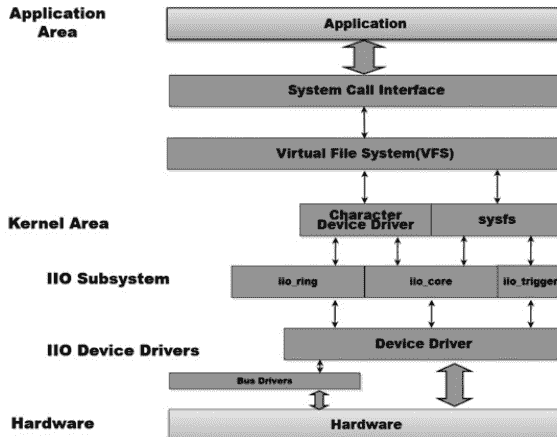 Application
Area
Application
System Call Interface
Virtual File System(VFS)
Kernel Area
Character
Device Driver
sysfs
IIO Subsystem
iio_ring
iio_core
iio_trigger
IIO Device Drivers
Device Driver
Bus Drivers
Hardware
Hardware